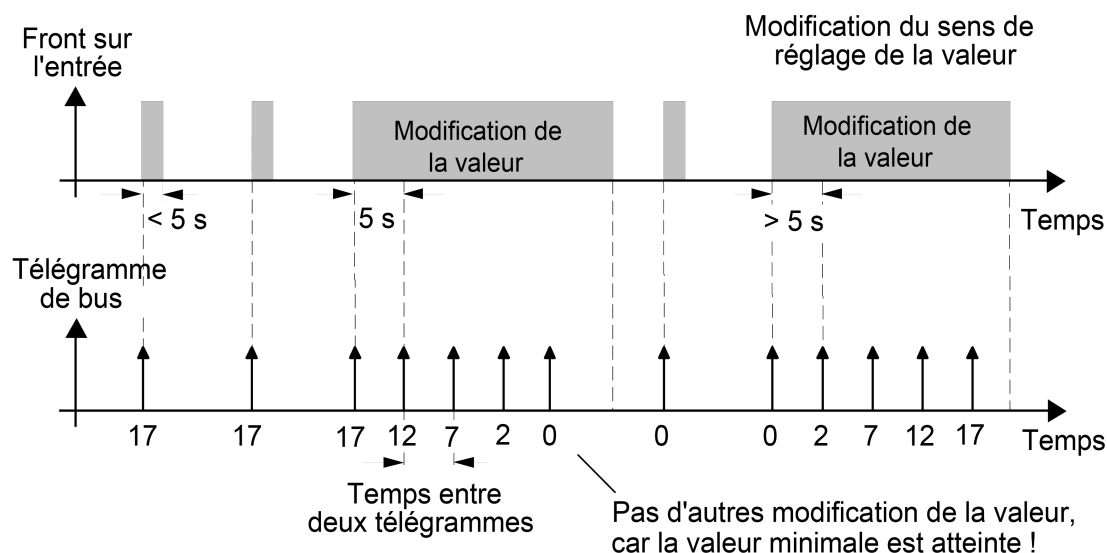 Modification du sens de
réglage de la valeur
Front sur
l'entrée
Modification de
la valeur
Modification de
la valeur
< 5 s
5 s
> 5 s
Temps
Télégramme
de bus
17
17
17
12
7
2
0
0
0
2
7
12
17
Temps
Temps entre
deux télégrammes
Pas d'autres modification de la valeur,
car la valeur minimale est atteinte !